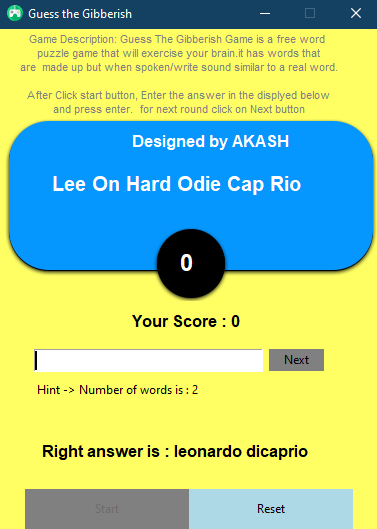 Guess the Gibberish
Game Description: Guess The Gibberish Game is a free word
puzzle game that will exercise your brain.it has words that
are made up but when spoken/write sound similar to a real word.
After Click start button, Enter the answer in the displyed below
and press enter. for next round click on Next button
Designed by AKASH
Lee On Hard Odie Cap Rio
0
Your Score : 0
Next
Hint -> Number of words is : 2
Right answer is : leonardo dicaprio
Start
Reset